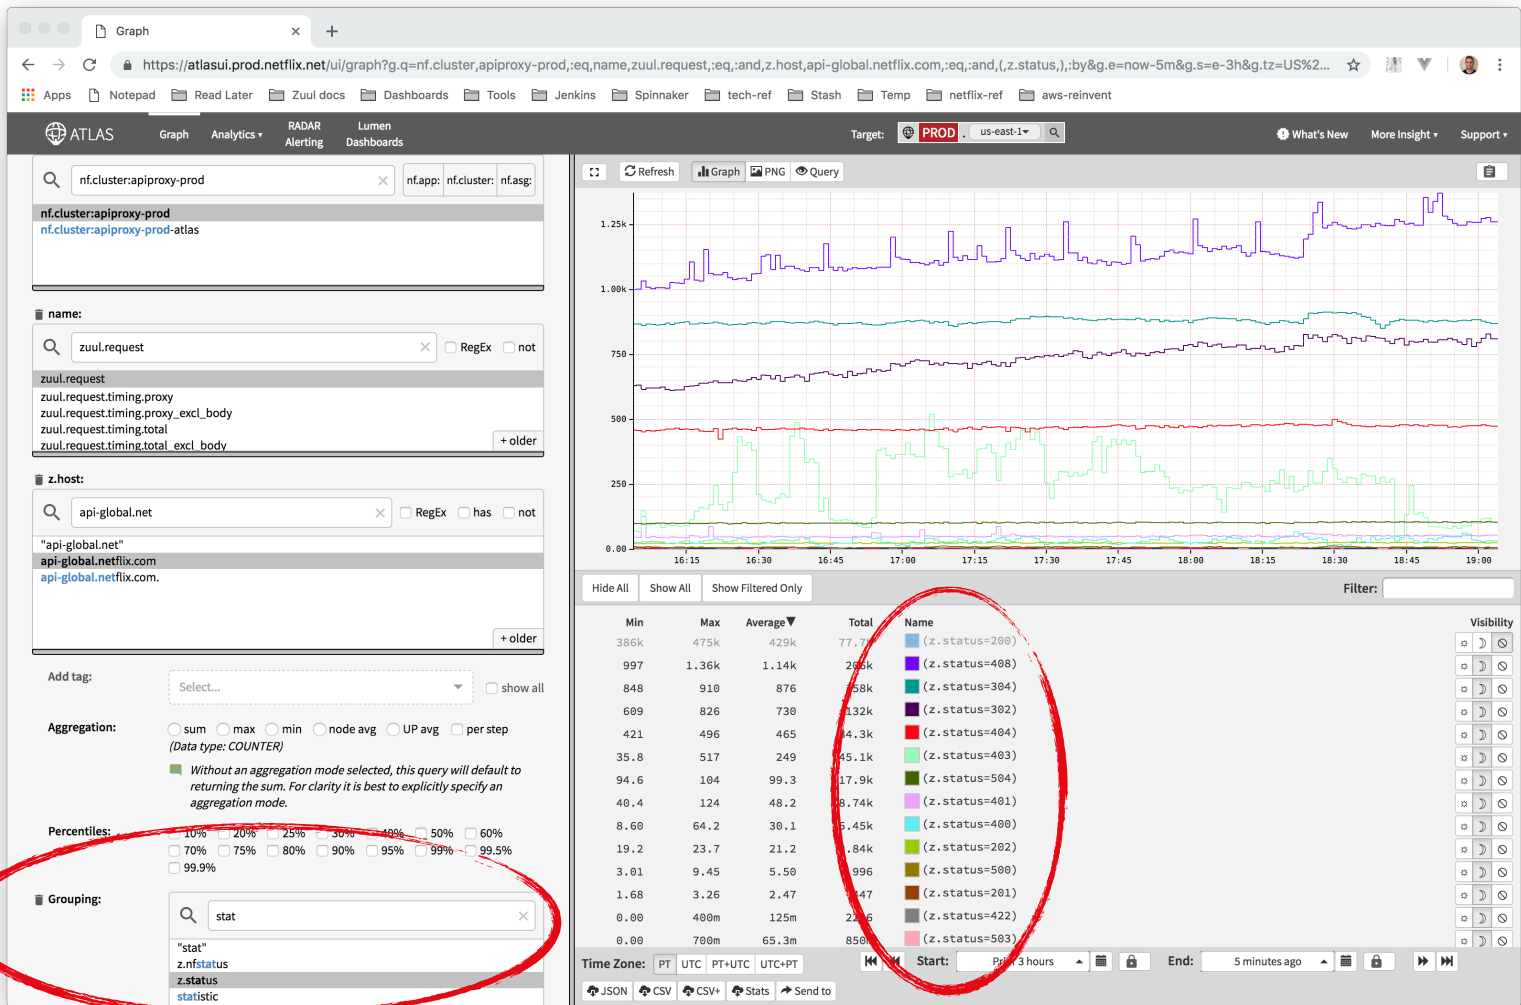 Graph
https://atlasui.prod.netflix.net/ui/graph?g.q=nf.cluster,apiproxy-prod,:eq,name,zuul.request,:eq,:and,z.host,api-global.netflix.com,:eq,:and,(,z.status,),:by&g.e=now-5m&g.s=e-3h&g.tz=US%2...
Apps Notepad Read Later Zuul docs Dashboards Tools Jenkins Spinnaker tech-ref Stash Temp netflix-ref aws-reinvent
ATLAS Graph Analytics RADAR Alerting Lumen Dashboards Target: PROD . us-east-1 What's New More Insight Support
nf.cluster:apiproxy-prod nf.app: nf.cluster: nf.asg:
nf.cluster:apiproxy-prod
nf.cluster:apiproxy-prod-atlas
name:
zuul.request RegEx not
zuul.request
zuul.request.timing.proxy
zuul.request.timing.proxy_excl_body
zuul.request.timing.total
zuul.request.timing.total_excl_body
+ older
z.host:
api-global.net RegEx has not
"api-global.net"
api-global.netflix.com
api-global.netflix.com.
+ older
Add tag: Select... show all
Aggregation: sum max min node avg UP avg per step
(Data type: COUNTER)
Without an aggregation mode selected, this query will default to
returning the sum. For clarity it is best to explicitly specify an
aggregation mode.
Percentiles: 10% 20% 25% 30% 40% 50% 60%
70% 75% 80% 90% 95% 99% 99.5%
99.9%
Grouping:
stat
"stat"
z.nfstatus
z.status
statistic
Refresh Graph PNG Query
1.25k
1.00k
750
500
250
0.00
16:15 16:30 16:45 17:00 17:15 17:30 17:45 18:00 18:15 18:30 18:45 19:00
Hide All Show All Show Filtered Only Filter:
Min Max Average▼ Total Name Visibility
386k 475k 429k (z.status=200)
997 1.36k 1.14k (z.status=408)
848 910 876 (z.status=304)
609 826 730 132k (z.status=302)
421 496 465 (z.status=404)
35.8 517 249 45.1k (z.status=403)
94.6 104 99.3 17.9k (z.status=504)
40.4 124 48.2 8.74k (z.status=401)
8.60 64.2 30.1 (z.status=400)
19.2 23.7 21.2 (z.status=202)
3.01 9.45 5.50 996 (z.status=500)
1.68 3.26 2.47 (z.status=201)
0.00 400m 125m (z.status=422)
0.00 700m 65.3m (z.status=503)
Time Zone: PT UTC PT+UTC UTC+PT Start: 3 hours End: 5 minutes ago
JSON CSV CSV+ Stats Send to